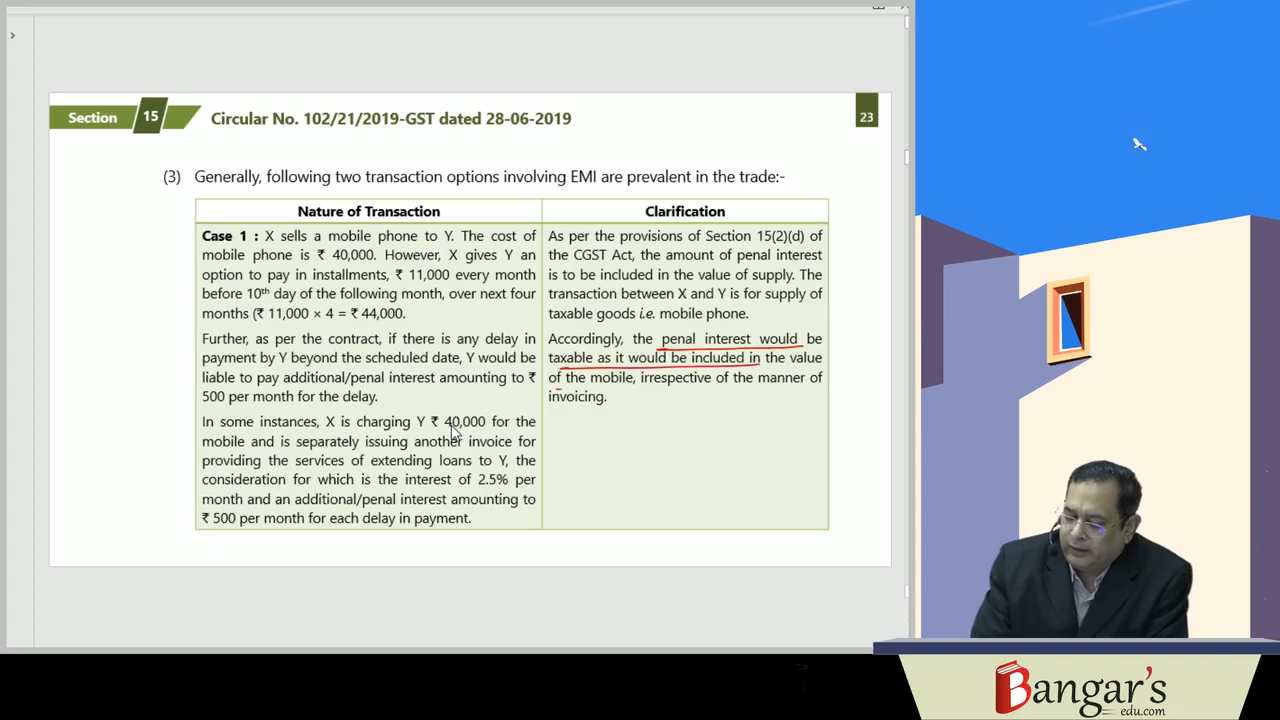 Section 15 Circular No. 102/21/2019-GST dated 28-06-2019 23
(3) Generally, following two transaction options involving EMI are prevalent in the trade:-
Nature of Transaction
Case 1 : X sells a mobile phone to Y. The cost of
mobile phone is ₹ 40,000. However, X gives Y an
option to pay in installments, ₹ 11,000 every month
before 10th day of the following month, over next four
months (₹ 11,000 × 4 = ₹ 44,000.
Further, as per the contract, if there is any delay in
payment by Y beyond the scheduled date, Y would be
liable to pay additional/penal interest amounting to ₹
500 per month for the delay.
In some instances, X is charging Y ₹ 40,000 for the
mobile and is separately issuing another invoice for
providing the services of extending loans to Y, the
consideration for which is the interest of 2.5% per
month and an additional/penal interest amounting to
₹ 500 per month for each delay in payment.
Clarification
As per the provisions of Section 15(2)(d) of
the CGST Act, the amount of penal interest
is to be included in the value of supply. The
transaction between X and Y is for supply of
taxable goods i.e. mobile phone.
Accordingly, the penal interest would be
taxable as it would be included in the value
of the mobile, irrespective of the manner of
invoicing.
Bangar's
edu.com